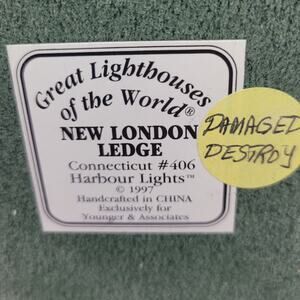 Great Lighthouses
of the World®
NEW LONDON
LEDGE
Connecticut #406
Harbour Lights™
© 1997
Handcrafted in CHINA
Exclusively for
Younger & Associates
DAMAGED
DESTROY